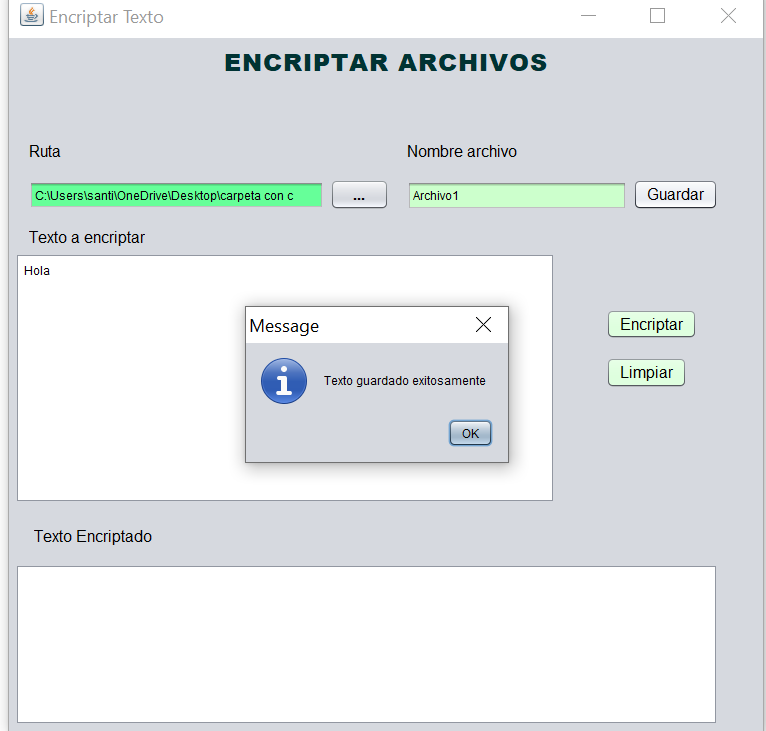 Encriptar Texto
ENCRIPTAR ARCHIVOS
Ruta
Nombre archivo
C:\Users\santi\OneDrive\Desktop\carpeta con c
...
Archivo1
Guardar
Texto a encriptar
Hola
Message
Texto guardado exitosamente
OK
Encriptar
Limpiar
Texto Encriptado